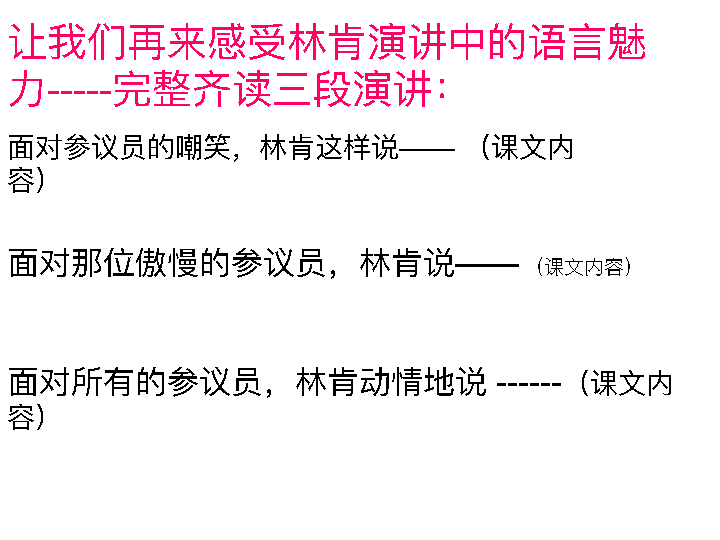 让我们再来感受林肯演讲中的语言魅
力-----完整齐读三段演讲：
面对参议员的嘲笑，林肯这样说—— （课文内
容）
面对那位傲慢的参议员，林肯说——（课文内容）
面对所有的参议员，林肯动情地说 ------（课文内
容）